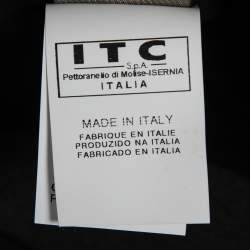 ITC
S.p.A.
Pettoranello di Molise-ISERNIA
ITALIA
MADE IN ITALY
FABRIQUE EN ITALIE
PRODUZIDO NA ITALIA
FABRICADO EN ITALIA